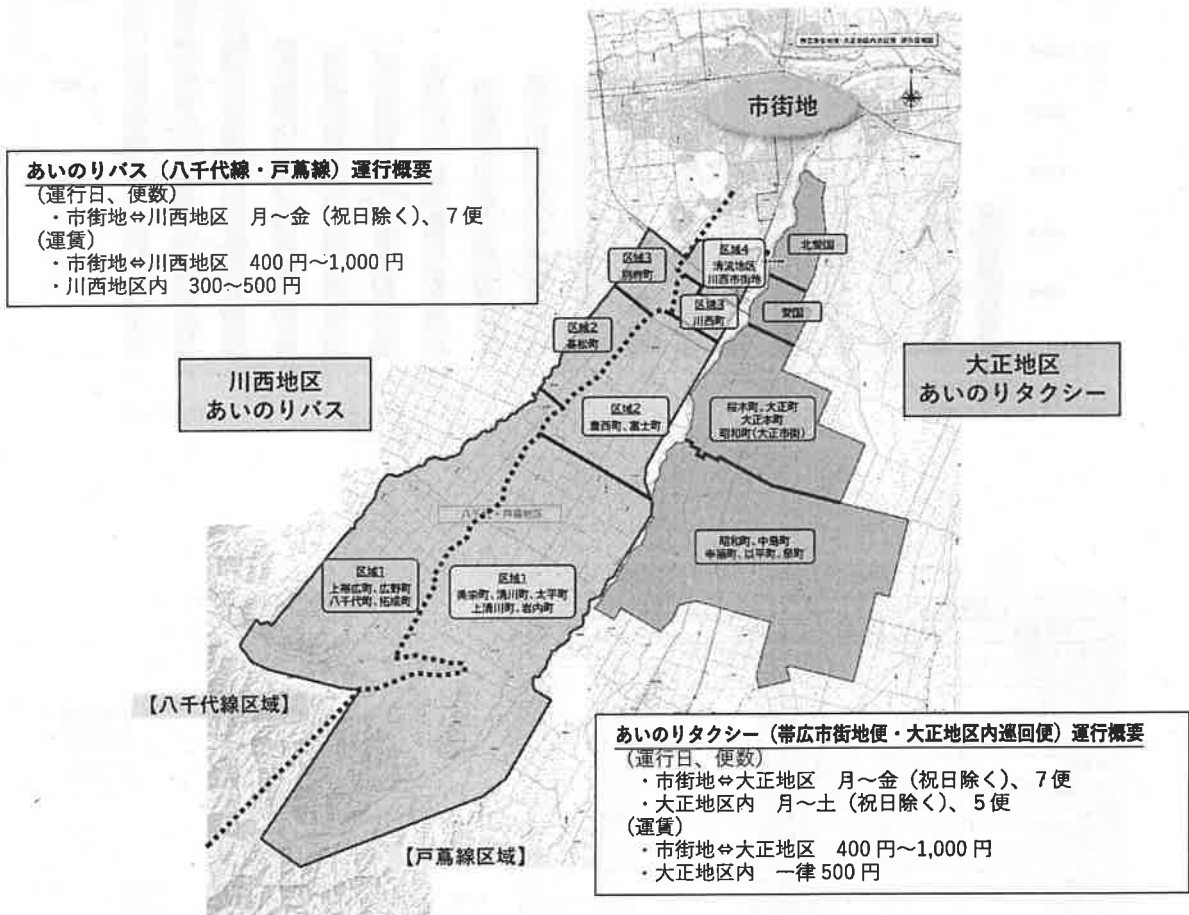 市街地
あいのりバス（八千代線・戸蔦線）運行概要
(運行日、便数)
・市街地⇔川西地区　月～金（祝日除く）、７便
(運賃)
・市街地⇔川西地区　400円～1,000円
・川西地区内　300～500円
区域3
別府町
区域4
清流地区
川西市街地
北愛国
区域3
川西町
愛国
区域2
基松町
川西地区
あいのりバス
大正地区
あいのりタクシー
区域2
豊西町、富士町
桜木町、大正町
大正本町
昭和町(大正市街)
八千代・戸蔦地区
昭和町、中島町
幸福町、以平町、泉町
区域1
上帯広町、広野町
八千代町、拓成町
区域1
美栄町、清川町、太平町
上清川町、岩内町
【八千代線区域】
【戸蔦線区域】
あいのりタクシー（帯広市街地便・大正地区内巡回便）運行概要
(運行日、便数)
・市街地⇔大正地区　月～金（祝日除く）、７便
・大正地区内　月～土（祝日除く）、５便
(運賃)
・市街地⇔大正地区　400円～1,000円
・大正地区内　一律500円